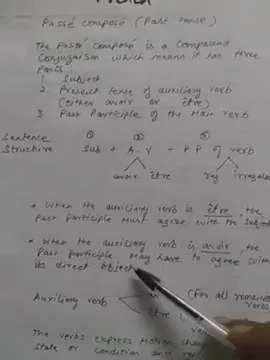 Passé composé (Past tense)
The Passé composé is a compound
conjugaison which means it has three
Parts.
1. Subject
2. Present tense of auxiliary verb
(either avoir or être)
3 Past Participle of the Main verb
Sentence ① ② ③
Structure Sub + A.V + PP of verb
avoir être reg irregular
• When the auxiliary verb is être, the
Past participle Must agree with the Subject
• When the auxiliary verb is avoir, the
Past participle May have to agree with
its direct object
Auxiliary verb (For all
être
The verbs express Motion,
state or condition